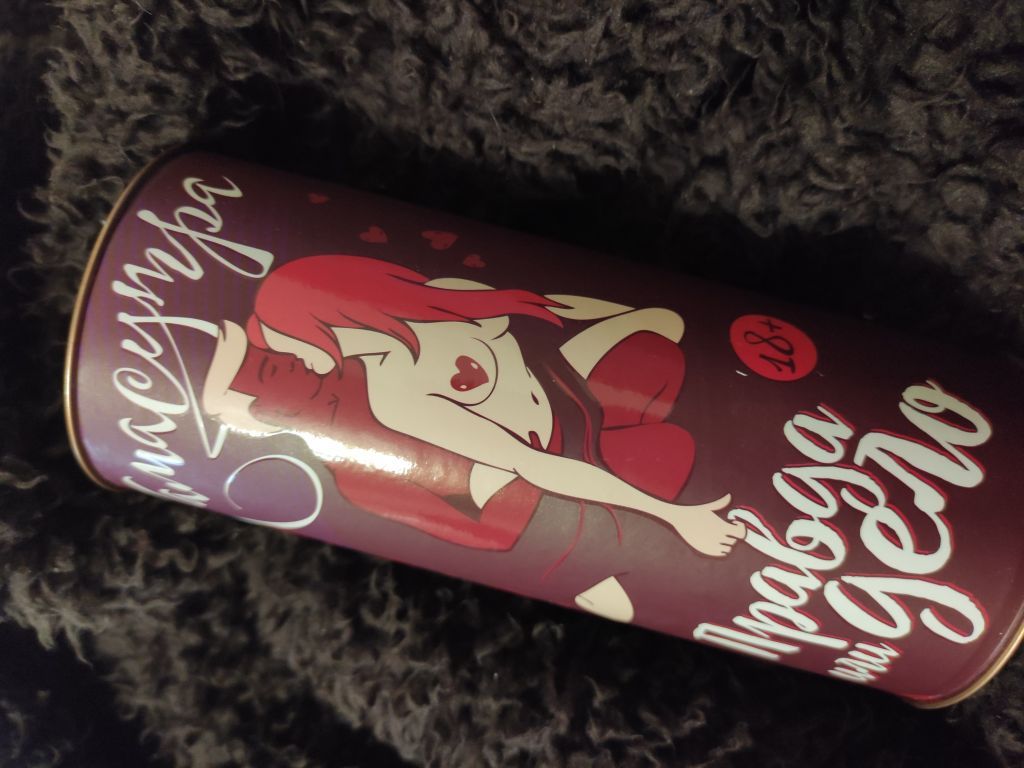 Камасутра
18+
Правда
или
дело